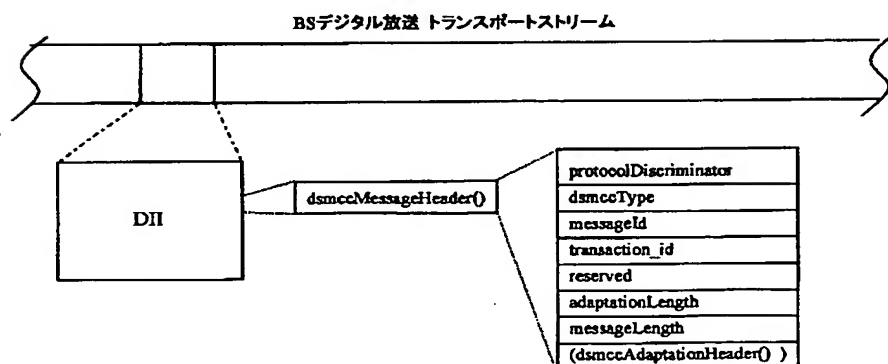 BSデジタル放送 トランスポートストリーム
DII
dsmccMessageHeader()
protocolDiscriminator
dsmccType
messageId
transaction_id
reserved
adaptationLength
messageLength
(dsmccAdaptationHeader() )